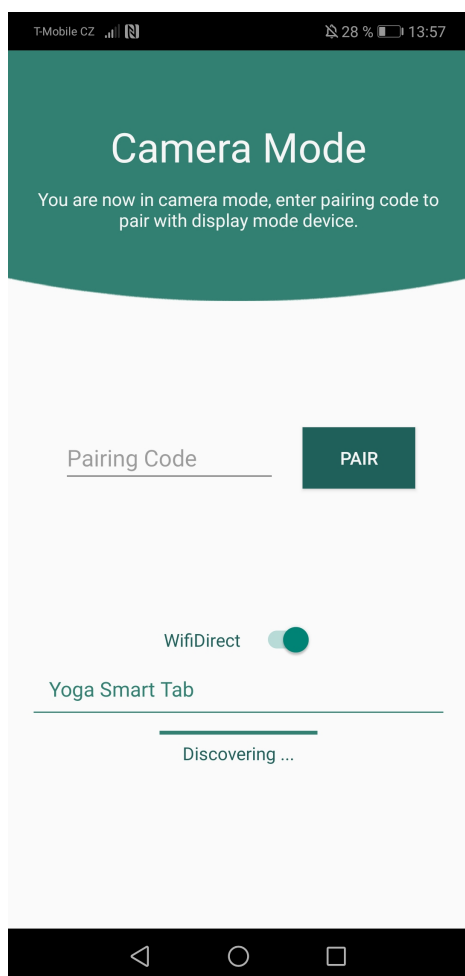 T-Mobile CZ 28 % 13:57
Camera Mode
You are now in camera mode, enter pairing code to
pair with display mode device.
Pairing Code PAIR
WifiDirect
Yoga Smart Tab
Discovering ...